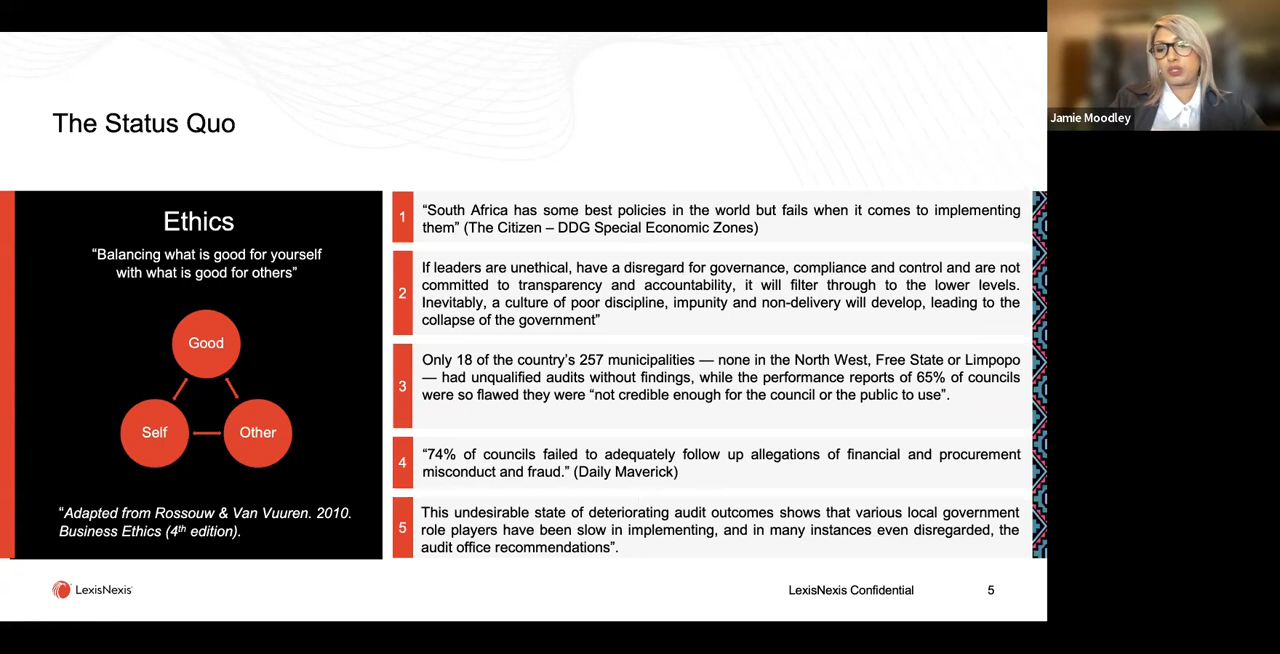 The Status Quo
Ethics
“Balancing what is good for yourself
with what is good for others”
Good
Self
Other
“Adapted from Rossouw & Van Vuuren. 2010.
Business Ethics (4th edition).
1
“South Africa has some best policies in the world but fails when it comes to implementing
them” (The Citizen – DDG Special Economic Zones)
2
If leaders are unethical, have a disregard for governance, compliance and control and are not
committed to transparency and accountability, it will filter through to the lower levels.
Inevitably, a culture of poor discipline, impunity and non-delivery will develop, leading to the
collapse of the government”
3
Only 18 of the country’s 257 municipalities — none in the North West, Free State or Limpopo
— had unqualified audits without findings, while the performance reports of 65% of councils
were so flawed they were “not credible enough for the council or the public to use”.
4
“74% of councils failed to adequately follow up allegations of financial and procurement
misconduct and fraud.” (Daily Maverick)
5
This undesirable state of deteriorating audit outcomes shows that various local government
role players have been slow in implementing, and in many instances even disregarded, the
audit office recommendations”.
LexisNexis
LexisNexis Confidential
5
Jamie Moodley